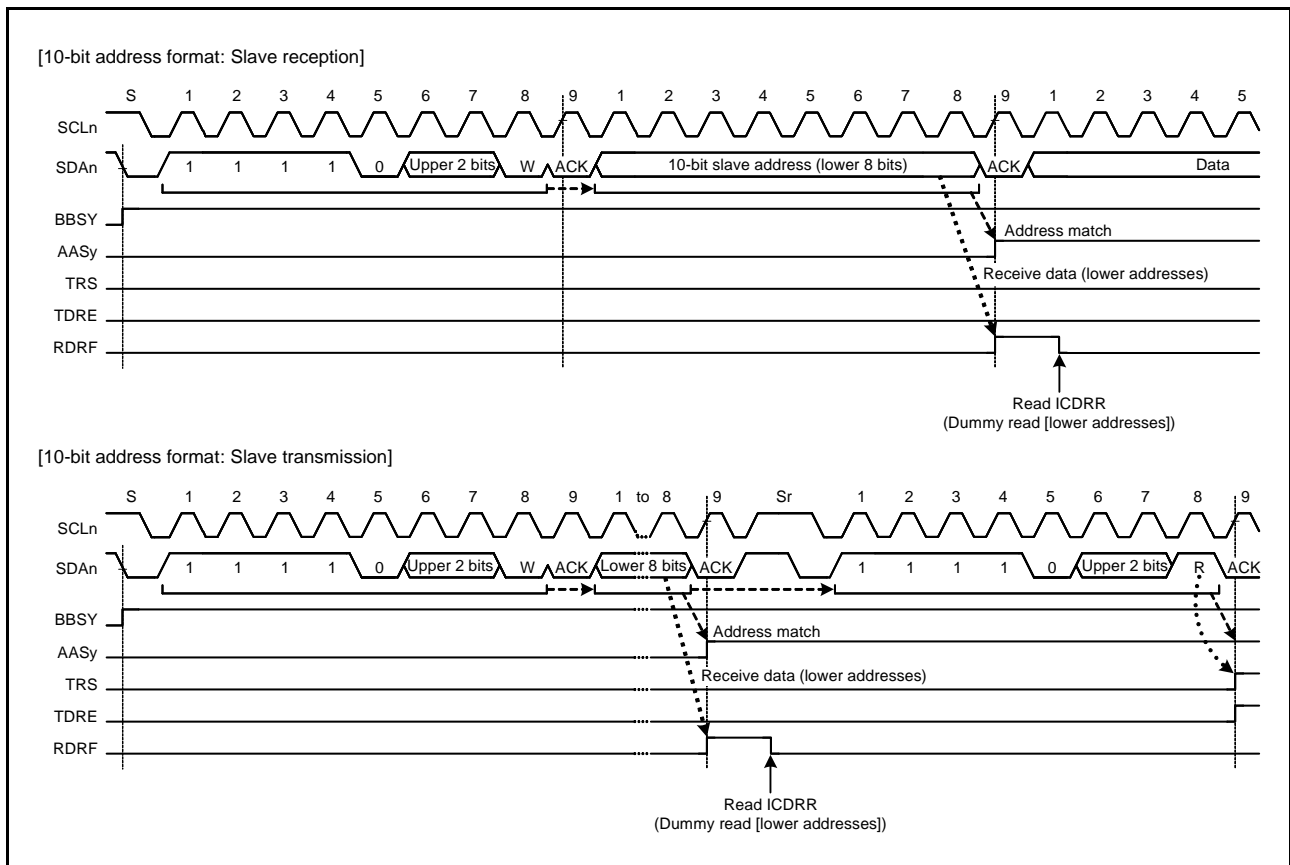 [10-bit address format: Slave reception]
S 1 2 3 4 5 6 7 8 9 1 2 3 4 5 6 7 8 9 1 2 3 4 5
SCLn
SDAn 1 1 1 1 0 Upper 2 bits W ACK 10-bit slave address (lower 8 bits) ACK Data
BBSY
Address match
AASy
Receive data (lower addresses)
TRS
TDRE
RDRF
Read ICDRR
(Dummy read [lower addresses])
[10-bit address format: Slave transmission]
S 1 2 3 4 5 6 7 8 9 1 to 8 9 Sr 1 2 3 4 5 6 7 8 9
SCLn
SDAn 1 1 1 1 0 Upper 2 bits W ACK Lower 8 bits ACK 1 1 1 1 0 Upper 2 bits R ACK
BBSY
Address match
AASy
Receive data (lower addresses)
TRS
TDRE
RDRF
Read ICDRR
(Dummy read [lower addresses])